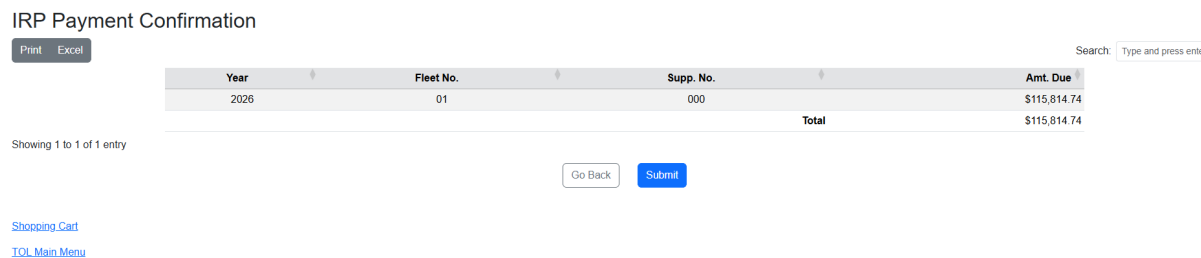 IRP Payment Confirmation
Print Excel
Search: Type and press ente
Year Fleet No. Supp. No. Amt. Due
2026 01 000 $115,814.74
Total $115,814.74
Showing 1 to 1 of 1 entry
Go Back Submit
Shopping Cart
TOL Main Menu